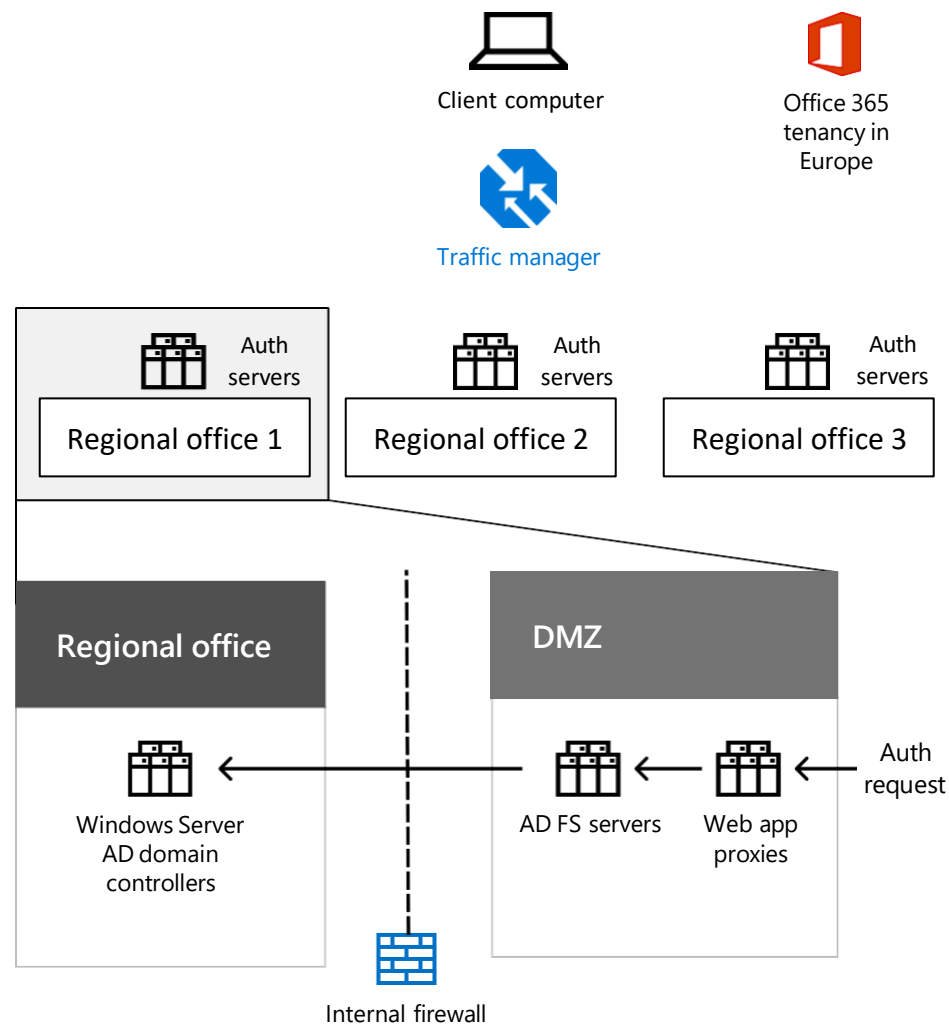 Client computer
Office 365
tenancy in
Europe
Traffic manager
Auth
servers
Regional office 1
Auth
servers
Regional office 2
Auth
servers
Regional office 3
Regional office
DMZ
Windows Server
AD domain
controllers
AD FS servers
Web app
proxies
Auth
request
Internal firewall